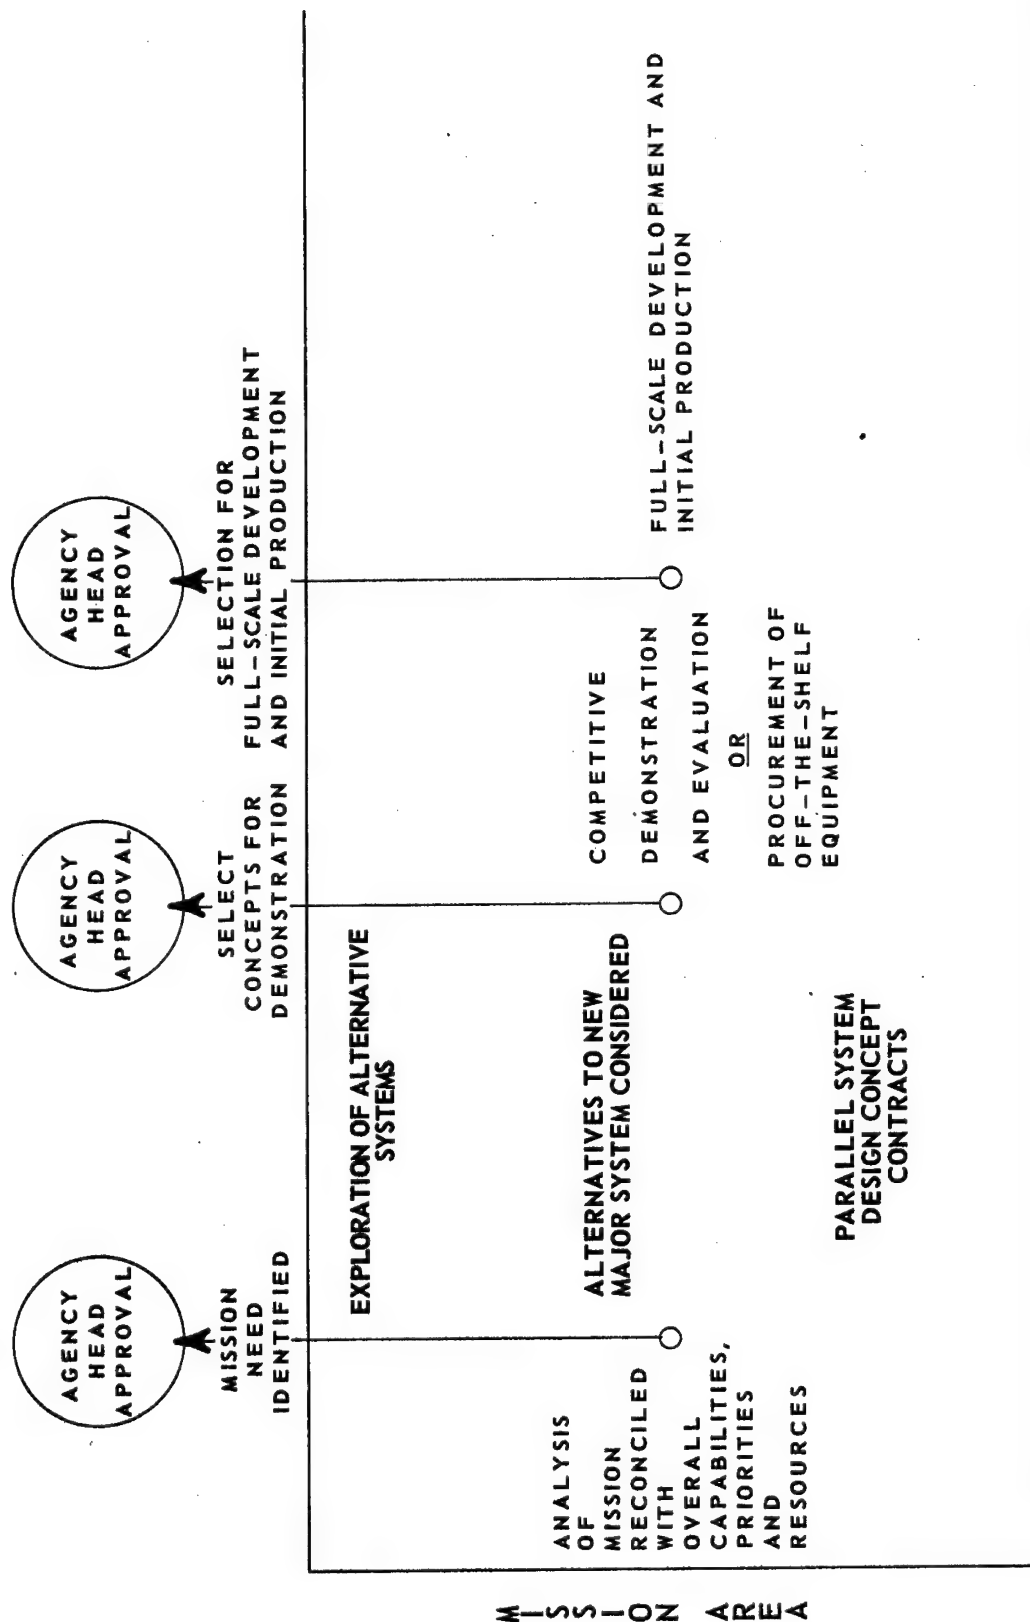 AGENCY
HEAD
APPROVAL
MISSION
NEED
IDENTIFIED
AGENCY
HEAD
APPROVAL
SELECT
CONCEPTS FOR
DEMONSTRATION
AGENCY
HEAD
APPROVAL
SELECTION FOR
FULL-SCALE DEVELOPMENT
AND INITIAL PRODUCTION
MISSION AREA
ANALYSIS
OF
MISSION
RECONCILED
WITH
OVERALL
CAPABILITIES,
PRIORITIES
AND
RESOURCES
EXPLORATION OF ALTERNATIVE
SYSTEMS
ALTERNATIVES TO NEW
MAJOR SYSTEM CONSIDERED
PARALLEL SYSTEM
DESIGN CONCEPT
CONTRACTS
COMPETITIVE
DEMONSTRATION
AND EVALUATION
OR
PROCUREMENT OF
OFF-THE-SHELF
EQUIPMENT
FULL-SCALE DEVELOPMENT AND
INITIAL PRODUCTION